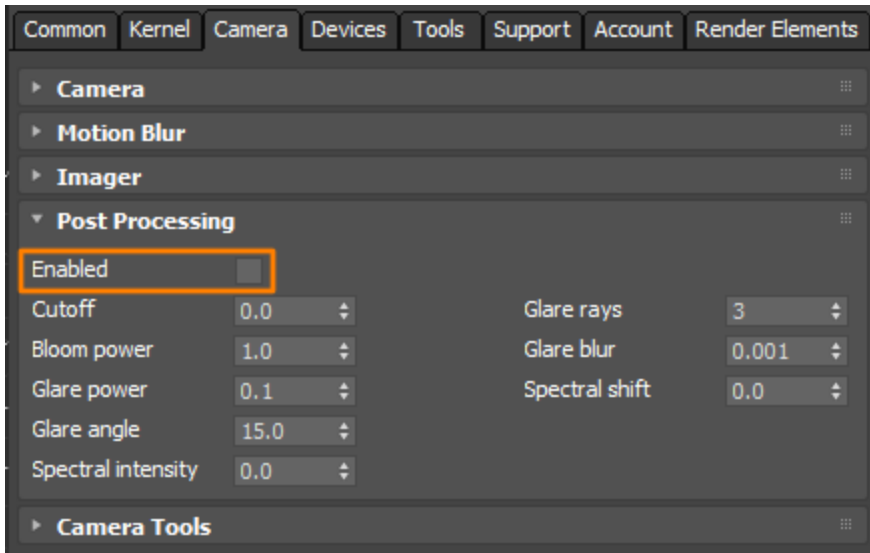 Common Kernel Camera Devices Tools Support Account Render Elements
Camera
Motion Blur
Imager
Post Processing
Enabled
Cutoff 0.0 Glare rays 3
Bloom power 1.0 Glare blur 0.001
Glare power 0.1 Spectral shift 0.0
Glare angle 15.0
Spectral intensity 0.0
Camera Tools